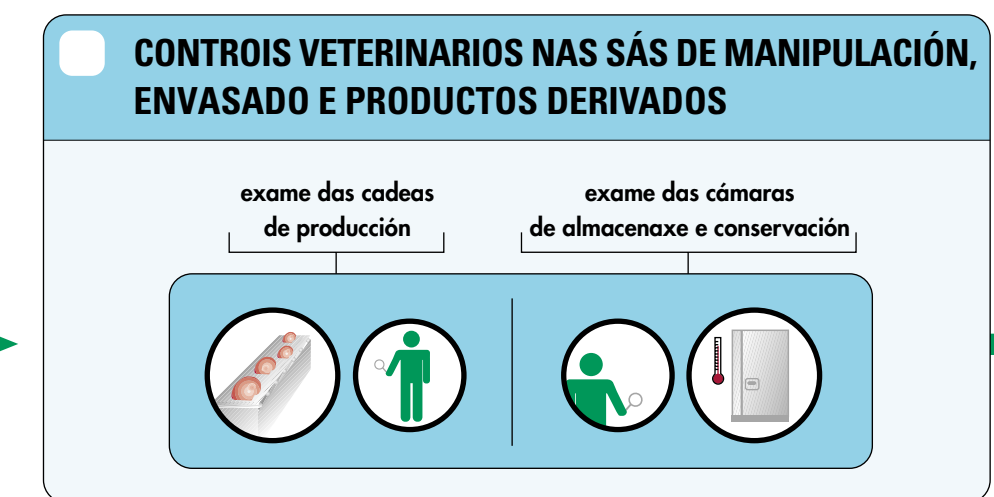 CONTROIS VETERINARIOS NAS SÁS DE MANIPULACIÓN,
ENVASADO E PRODUCTOS DERIVADOS
exame das cadeas
de producción
exame das cámaras
de almacenaxe e conservación